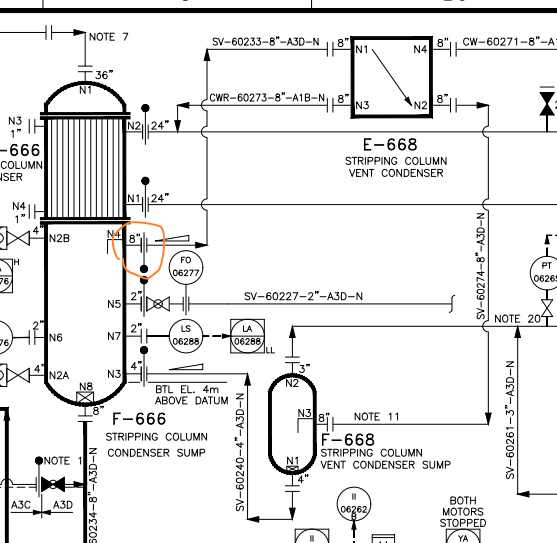 NOTE 7
SV-60233-8"-A3D-N
8"
N1
N4
8"
CW-60271-8"-A1
36"
N1
CWR-60273-8"-A1B-N
8"
N3
N2
8"
N3
1"
N2
24"
E-668
STRIPPING COLUMN
VENT CONDENSER
-666
COLUMN
NSER
N4
1"
N1
24"
4"
N2B
N4
8"
H
76
FO
06277
SV-60274-8"-A3D-N
PT
0626
N5
2"
SV-60227-2"-A3D-N
NOTE 20
76
2"
N6
N7
2"
LS
06288
LA
06288
LL
4"
N2A
N3
4"
BTL EL. 4m
ABOVE DATUM
3"
N2
N8
8"
F-666
STRIPPING COLUMN
CONDENSER SUMP
SV-60240-4"-A3D-N
N3
8"
NOTE 11
F-668
STRIPPING COLUMN
VENT CONDENSER SUMP
N1
4"
SV-60261-3"-A3D-N
NOTE 1
A3C
A3D
60234-8"-A3D-N
II
06262
B
BOTH
MOTORS
STOPPED
II
YA